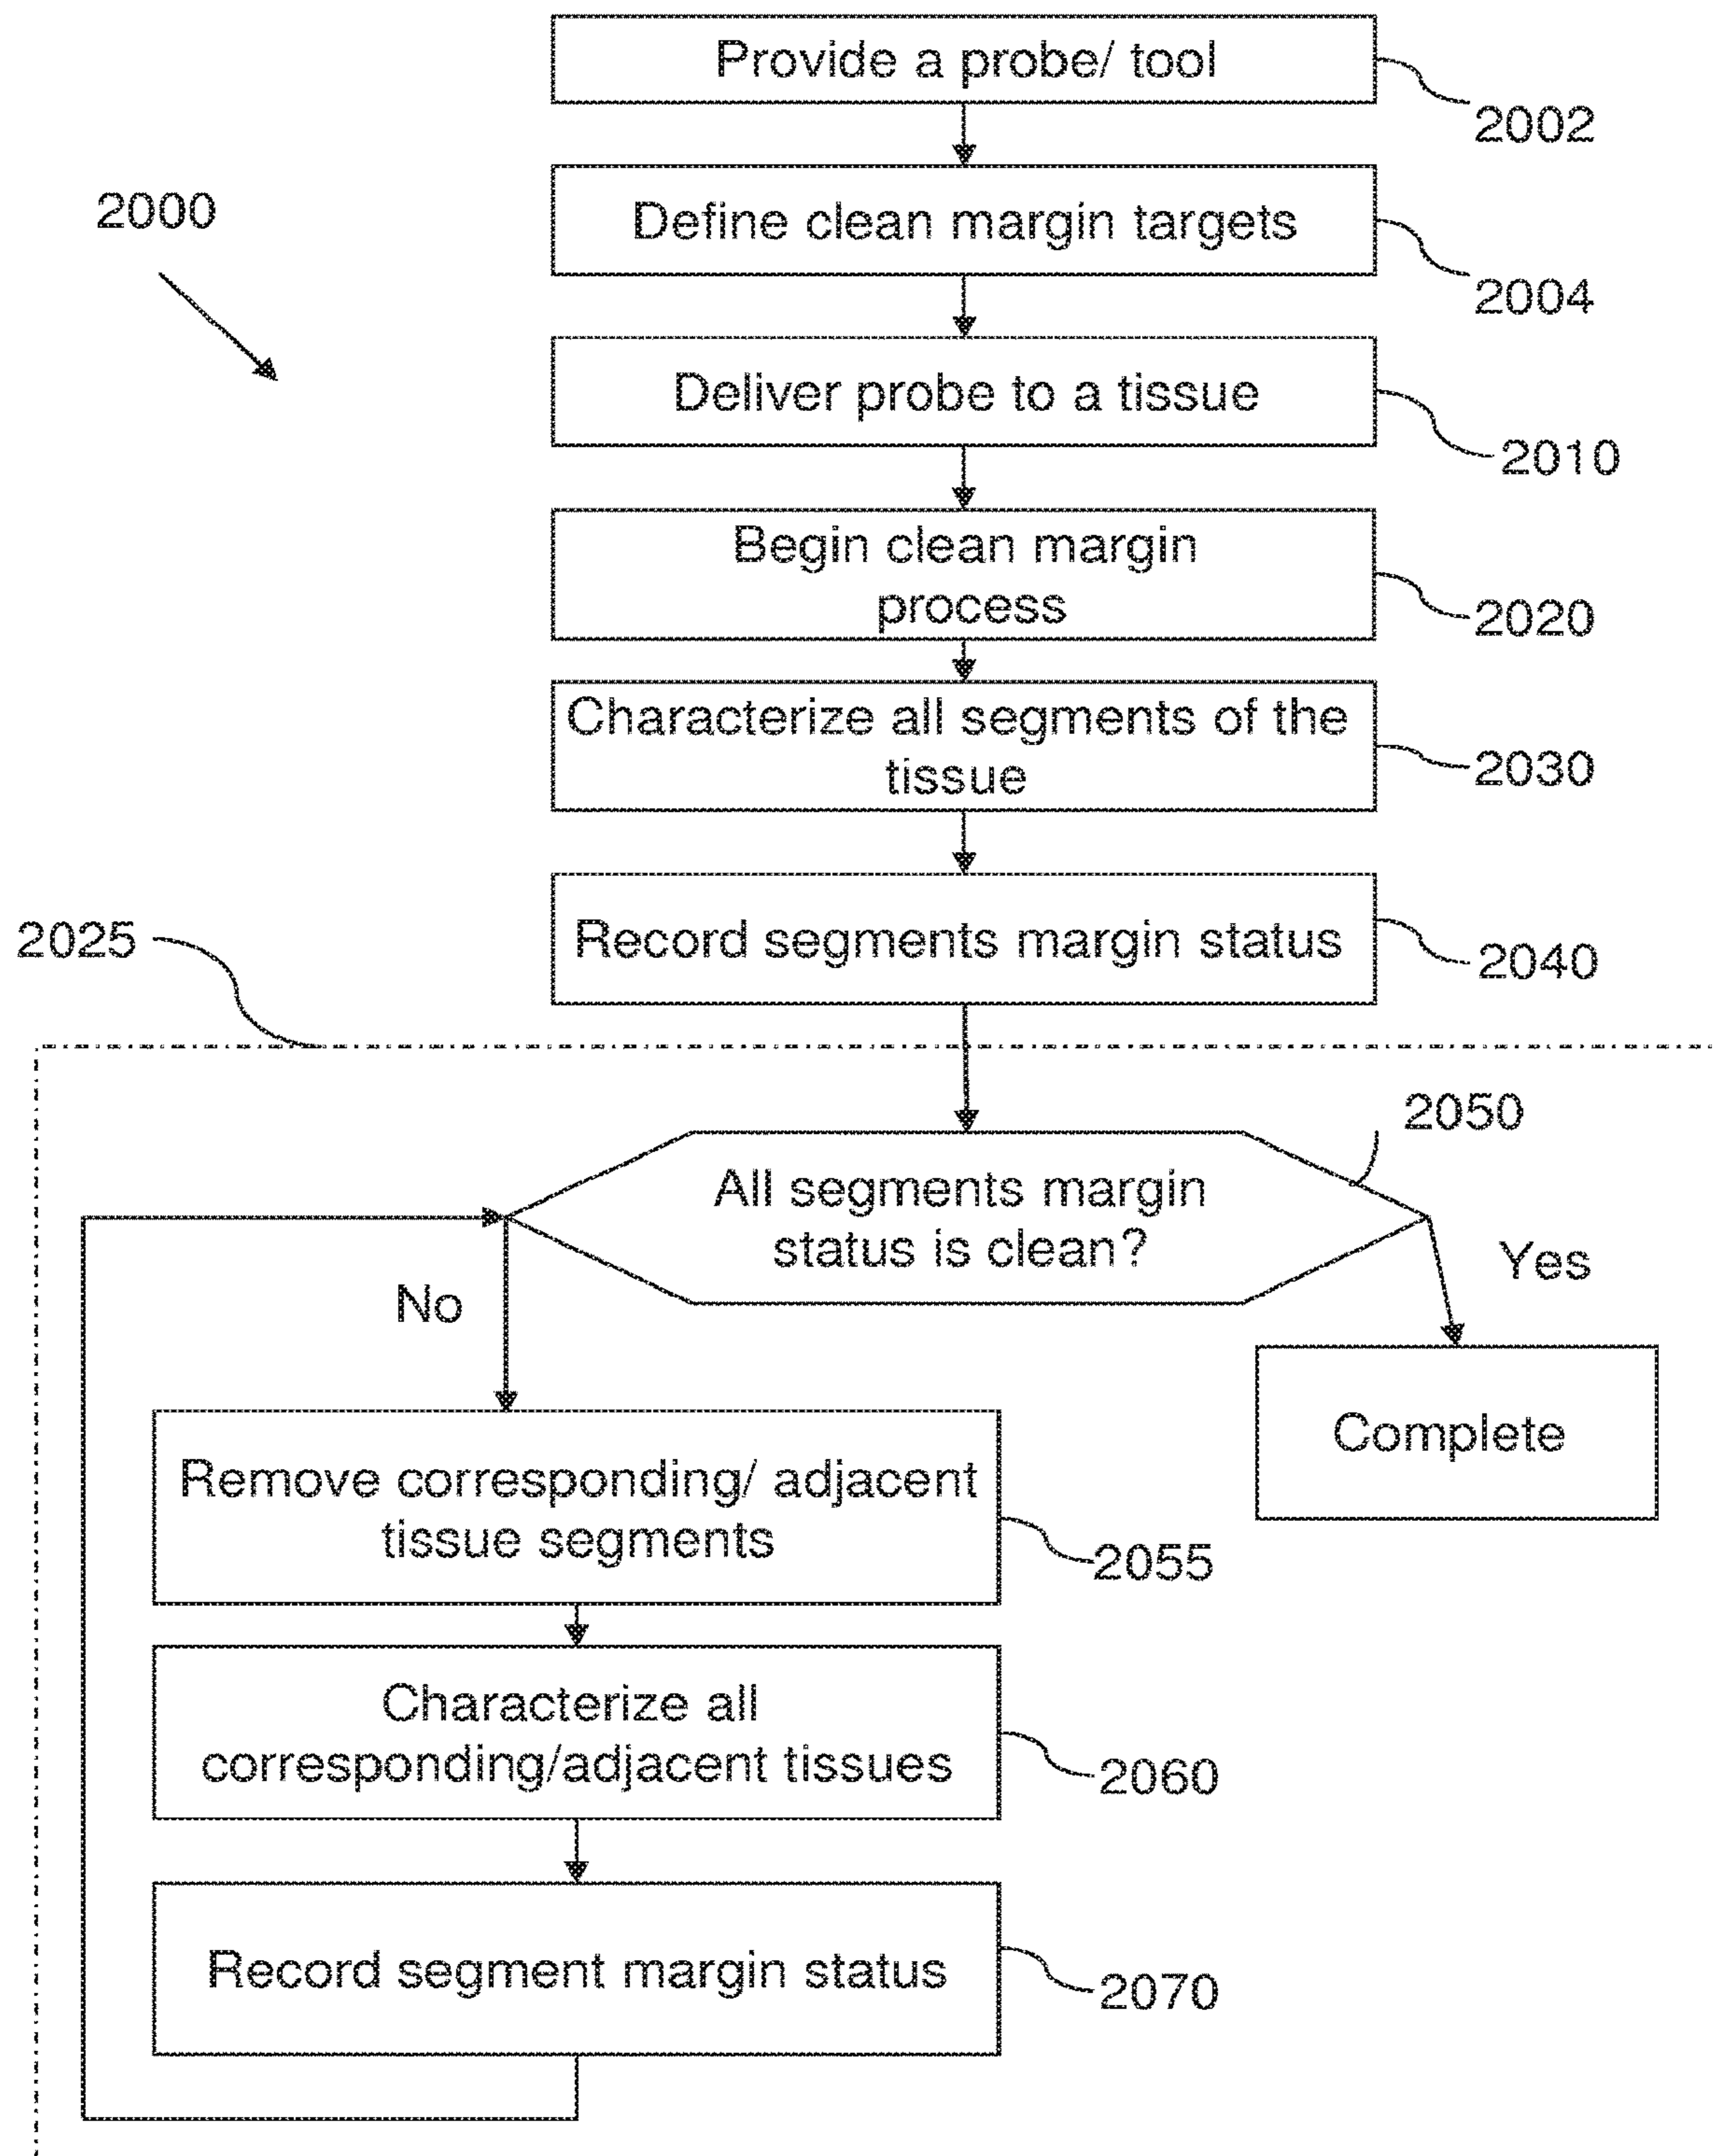 Provide a probe/ tool
2002
2000
Define clean margin targets
2004
Deliver probe to a tissue
2010
Begin clean margin
process
2020
Characterize all segments of the
tissue
2030
2025
Record segments margin status
2040
2050
All segments margin
status is clean?
Yes
No
Complete
Remove corresponding/ adjacent
tissue segments
2055
Characterize all
corresponding/adjacent tissues
2060
Record segment margin status
2070